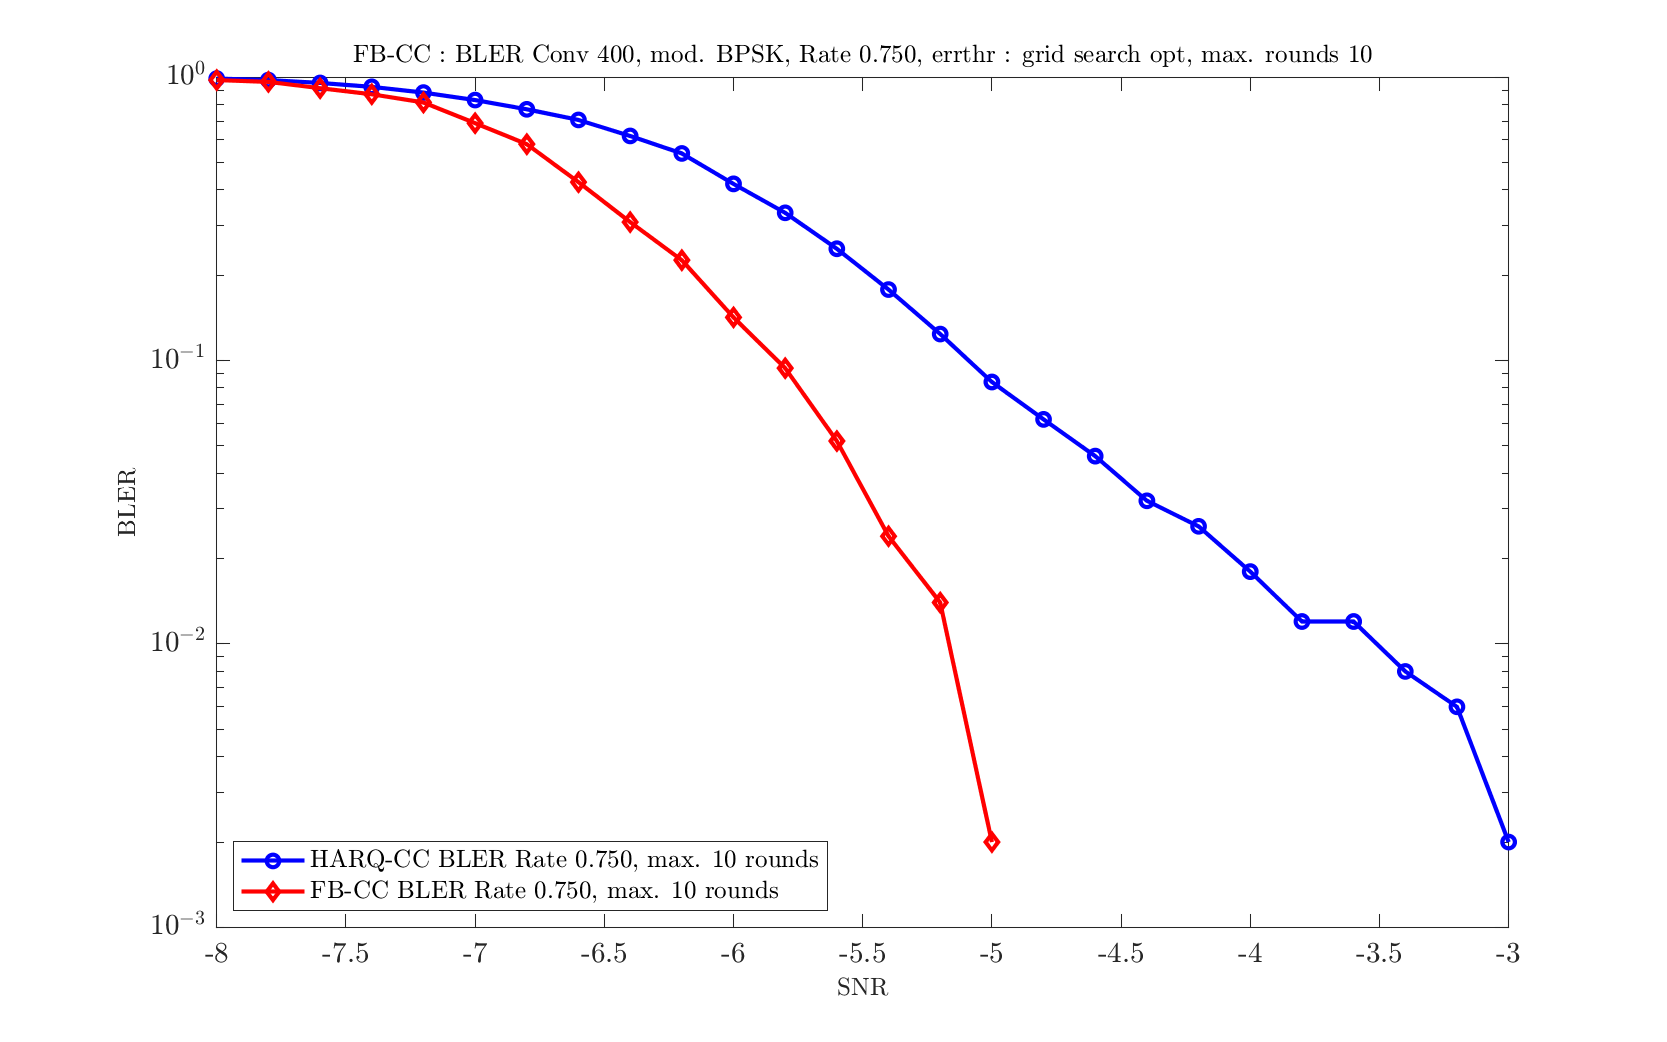 FB-CC : BLER Conv 400, mod. BPSK, Rate 0.750, errthr : grid search opt, max. rounds 10
10^0
10^{-1}
10^{-2}
10^{-3}
BLER
HARQ-CC BLER Rate 0.750, max. 10 rounds
FB-CC BLER Rate 0.750, max. 10 rounds
-8 -7.5 -7 -6.5 -6 -5.5 -5 -4.5 -4 -3.5 -3
SNR